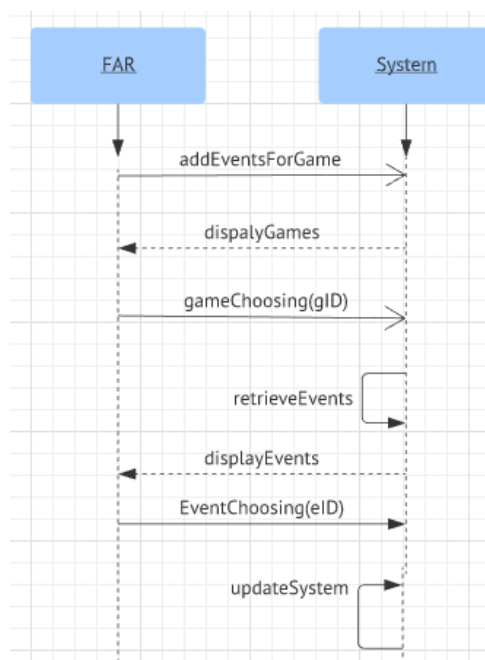 FAR
System
addEventsForGame
dispalyGames
gameChoosing(gID)
retrieveEvents
displayEvents
EventChoosing(eID)
updateSystem